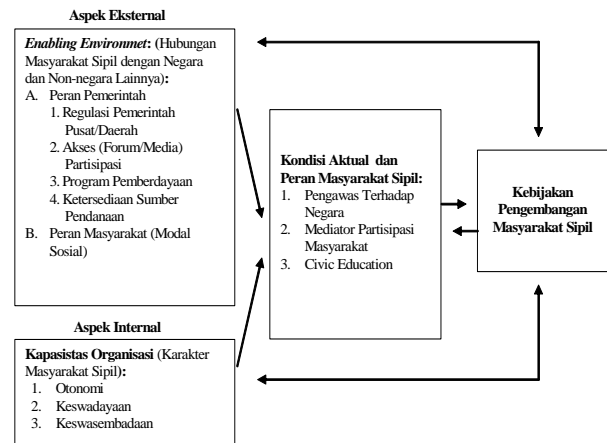 Aspek Eksternal
Enabling Environmet: (Hubungan
Masyarakat Sipil dengan Negara
dan Non-negara Lainnya):
A. Peran Pemerintah
1. Regulasi Pemerintah
Pusat/Daerah
2. Akses (Forum/Media)
Partisipasi
3. Program Pemberdayaan
4. Ketersediaan Sumber
Pendanaan
B. Peran Masyarakat (Modal
Sosial)
Aspek Internal
Kapasistas Organisasi (Karakter
Masyarakat Sipil):
1. Otonomi
2. Keswadayaan
3. Keswasembadaan
Kondisi Aktual dan
Peran Masyarakat Sipil:
1. Pengawas Terhadap
Negara
2. Mediator Partisipasi
Masyarakat
3. Civic Education
Kebijakan
Pengembangan
Masyarakat Sipil